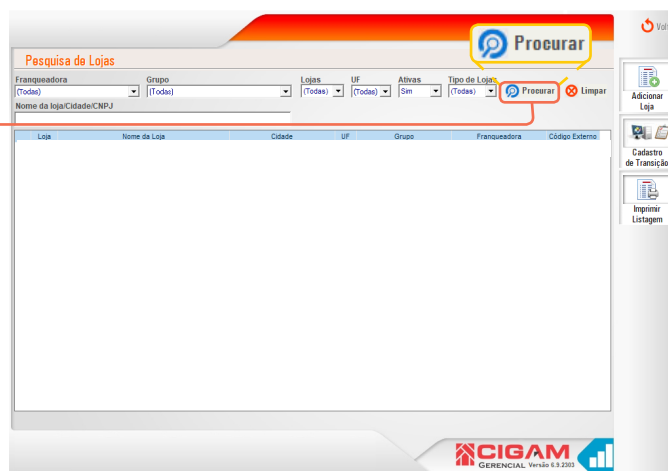 Procurar
Pesquisa de Lojas
Franqueadora Grupo Lojas UF Ativas Tipo de Lojas
(Todas) (Todas) (Todas) (Todas) Sim (Todas) Procurar Limpar
Nome da loja/Cidade/CNPJ
Loja Nome da Loja Cidade UF Grupo Franqueadora Código Externo
Adicionar
Loja
Cadastro
de Transição
Imprimir
Listagem
CIGAM
GERENCIAL Versão 6.9.2303